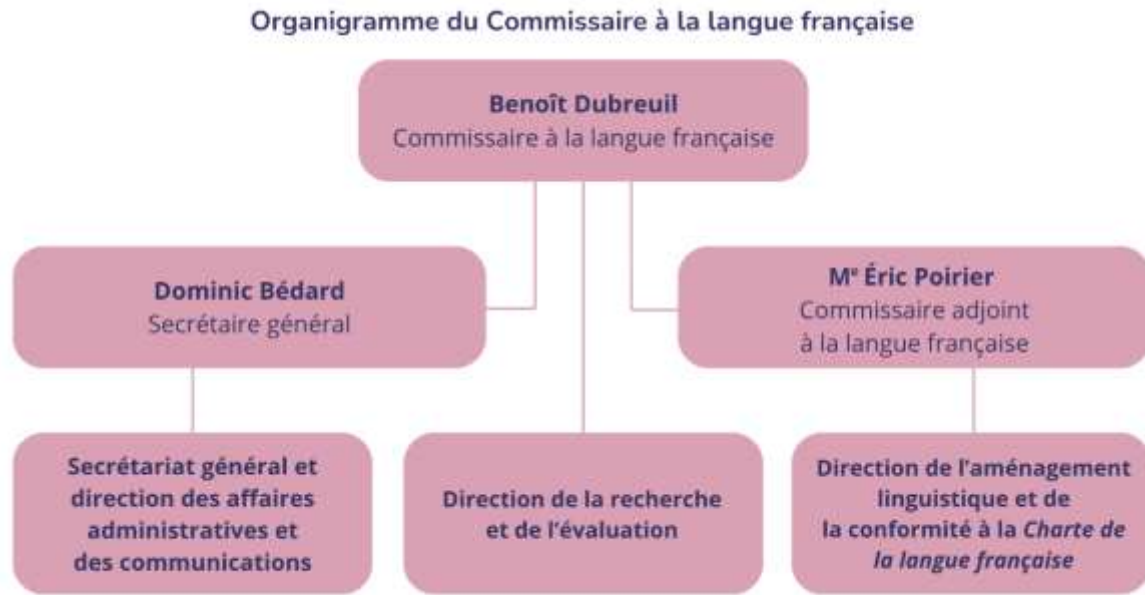 Organigramme du Commissaire à la langue française
Benoît Dubreuil
Commissaire à la langue française
Dominic Bédard
Secrétaire général
Mᵉ Éric Poirier
Commissaire adjoint
à la langue française
Secrétariat général et
direction des affaires
administratives et
des communications
Direction de la recherche
et de l’évaluation
Direction de l’aménagement
linguistique et de
la conformité à la Charte de
la langue française